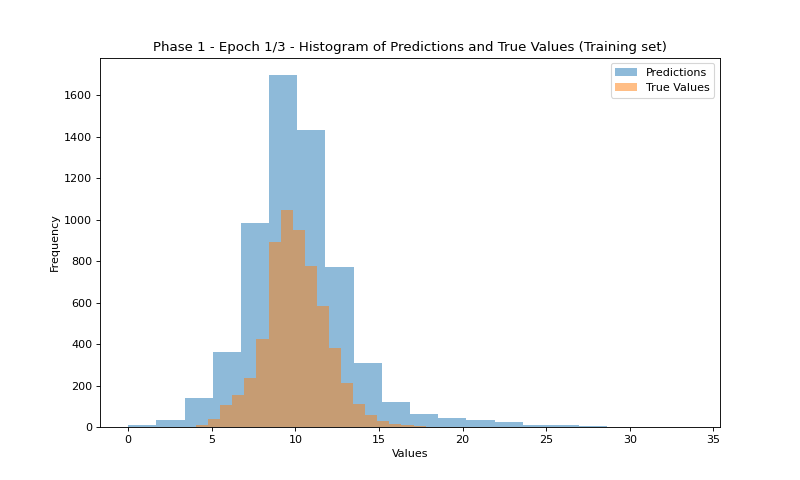 Phase 1 - Epoch 1/3 - Histogram of Predictions and True Values (Training set)
Predictions
True Values
1600
1400
1200
1000
800
600
400
200
0
Frequency
0 5 10 15 20 25 30 35
Values